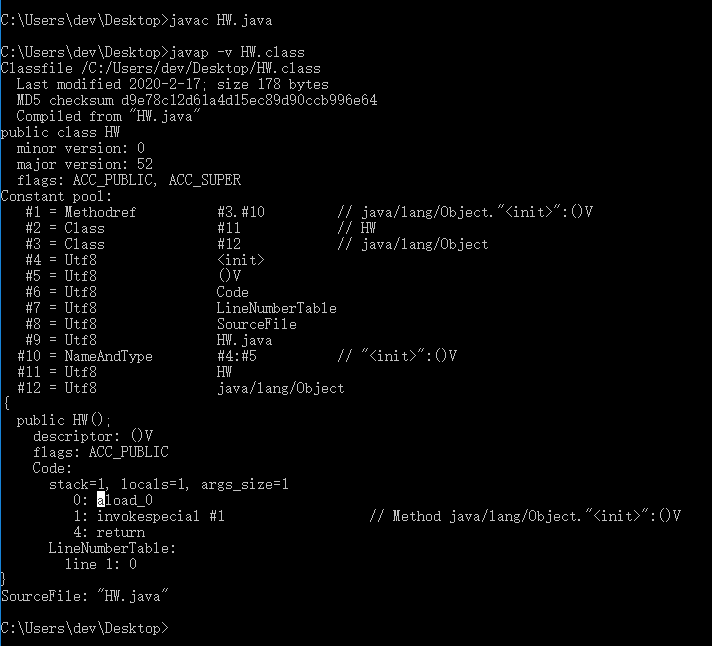 C:\Users\dev\Desktop>javac HW.java
C:\Users\dev\Desktop>javap -v HW.class
Classfile /C:/Users/dev/Desktop/HW.class
  Last modified 2020-2-17; size 178 bytes
  MD5 checksum d9e78c12d61a4d15ec89d90ccb996e64
  Compiled from "HW.java"
public class HW
  minor version: 0
  major version: 52
  flags: ACC_PUBLIC, ACC_SUPER
Constant pool:
   #1 = Methodref          #3.#10         // java/lang/Object."<init>":()V
   #2 = Class              #11            // HW
   #3 = Class              #12            // java/lang/Object
   #4 = Utf8               <init>
   #5 = Utf8               ()V
   #6 = Utf8               Code
   #7 = Utf8               LineNumberTable
   #8 = Utf8               SourceFile
   #9 = Utf8               HW.java
  #10 = NameAndType        #4:#5          // "<init>":()V
  #11 = Utf8               HW
  #12 = Utf8               java/lang/Object
{
  public HW();
    descriptor: ()V
    flags: ACC_PUBLIC
    Code:
      stack=1, locals=1, args_size=1
         0: aload_0
         1: invokespecial #1                  // Method java/lang/Object."<init>":()V
         4: return
      LineNumberTable:
        line 1: 0
}
SourceFile: "HW.java"
C:\Users\dev\Desktop>